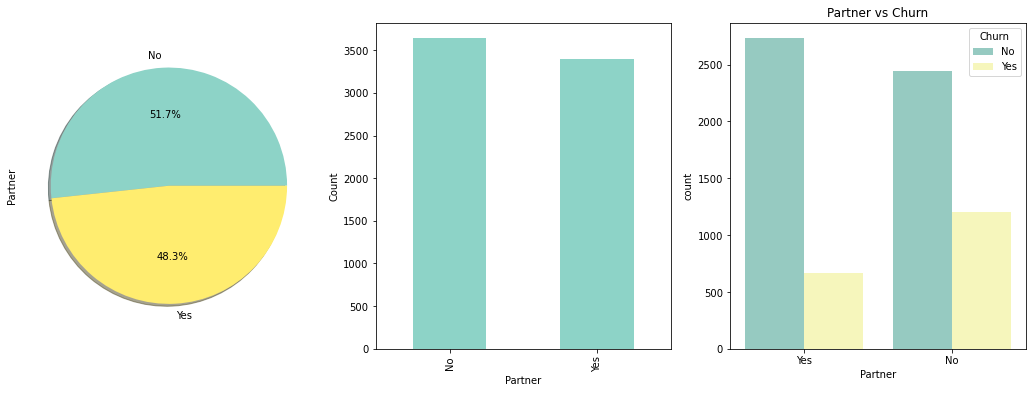 No
51.7%
Partner
48.3%
Yes
3500
3000
2500
2000
1500
1000
500
0
Count
No
Yes
Partner
Partner vs Churn
Churn
No
Yes
2500
2000
1500
1000
500
0
count
Yes
No
Partner